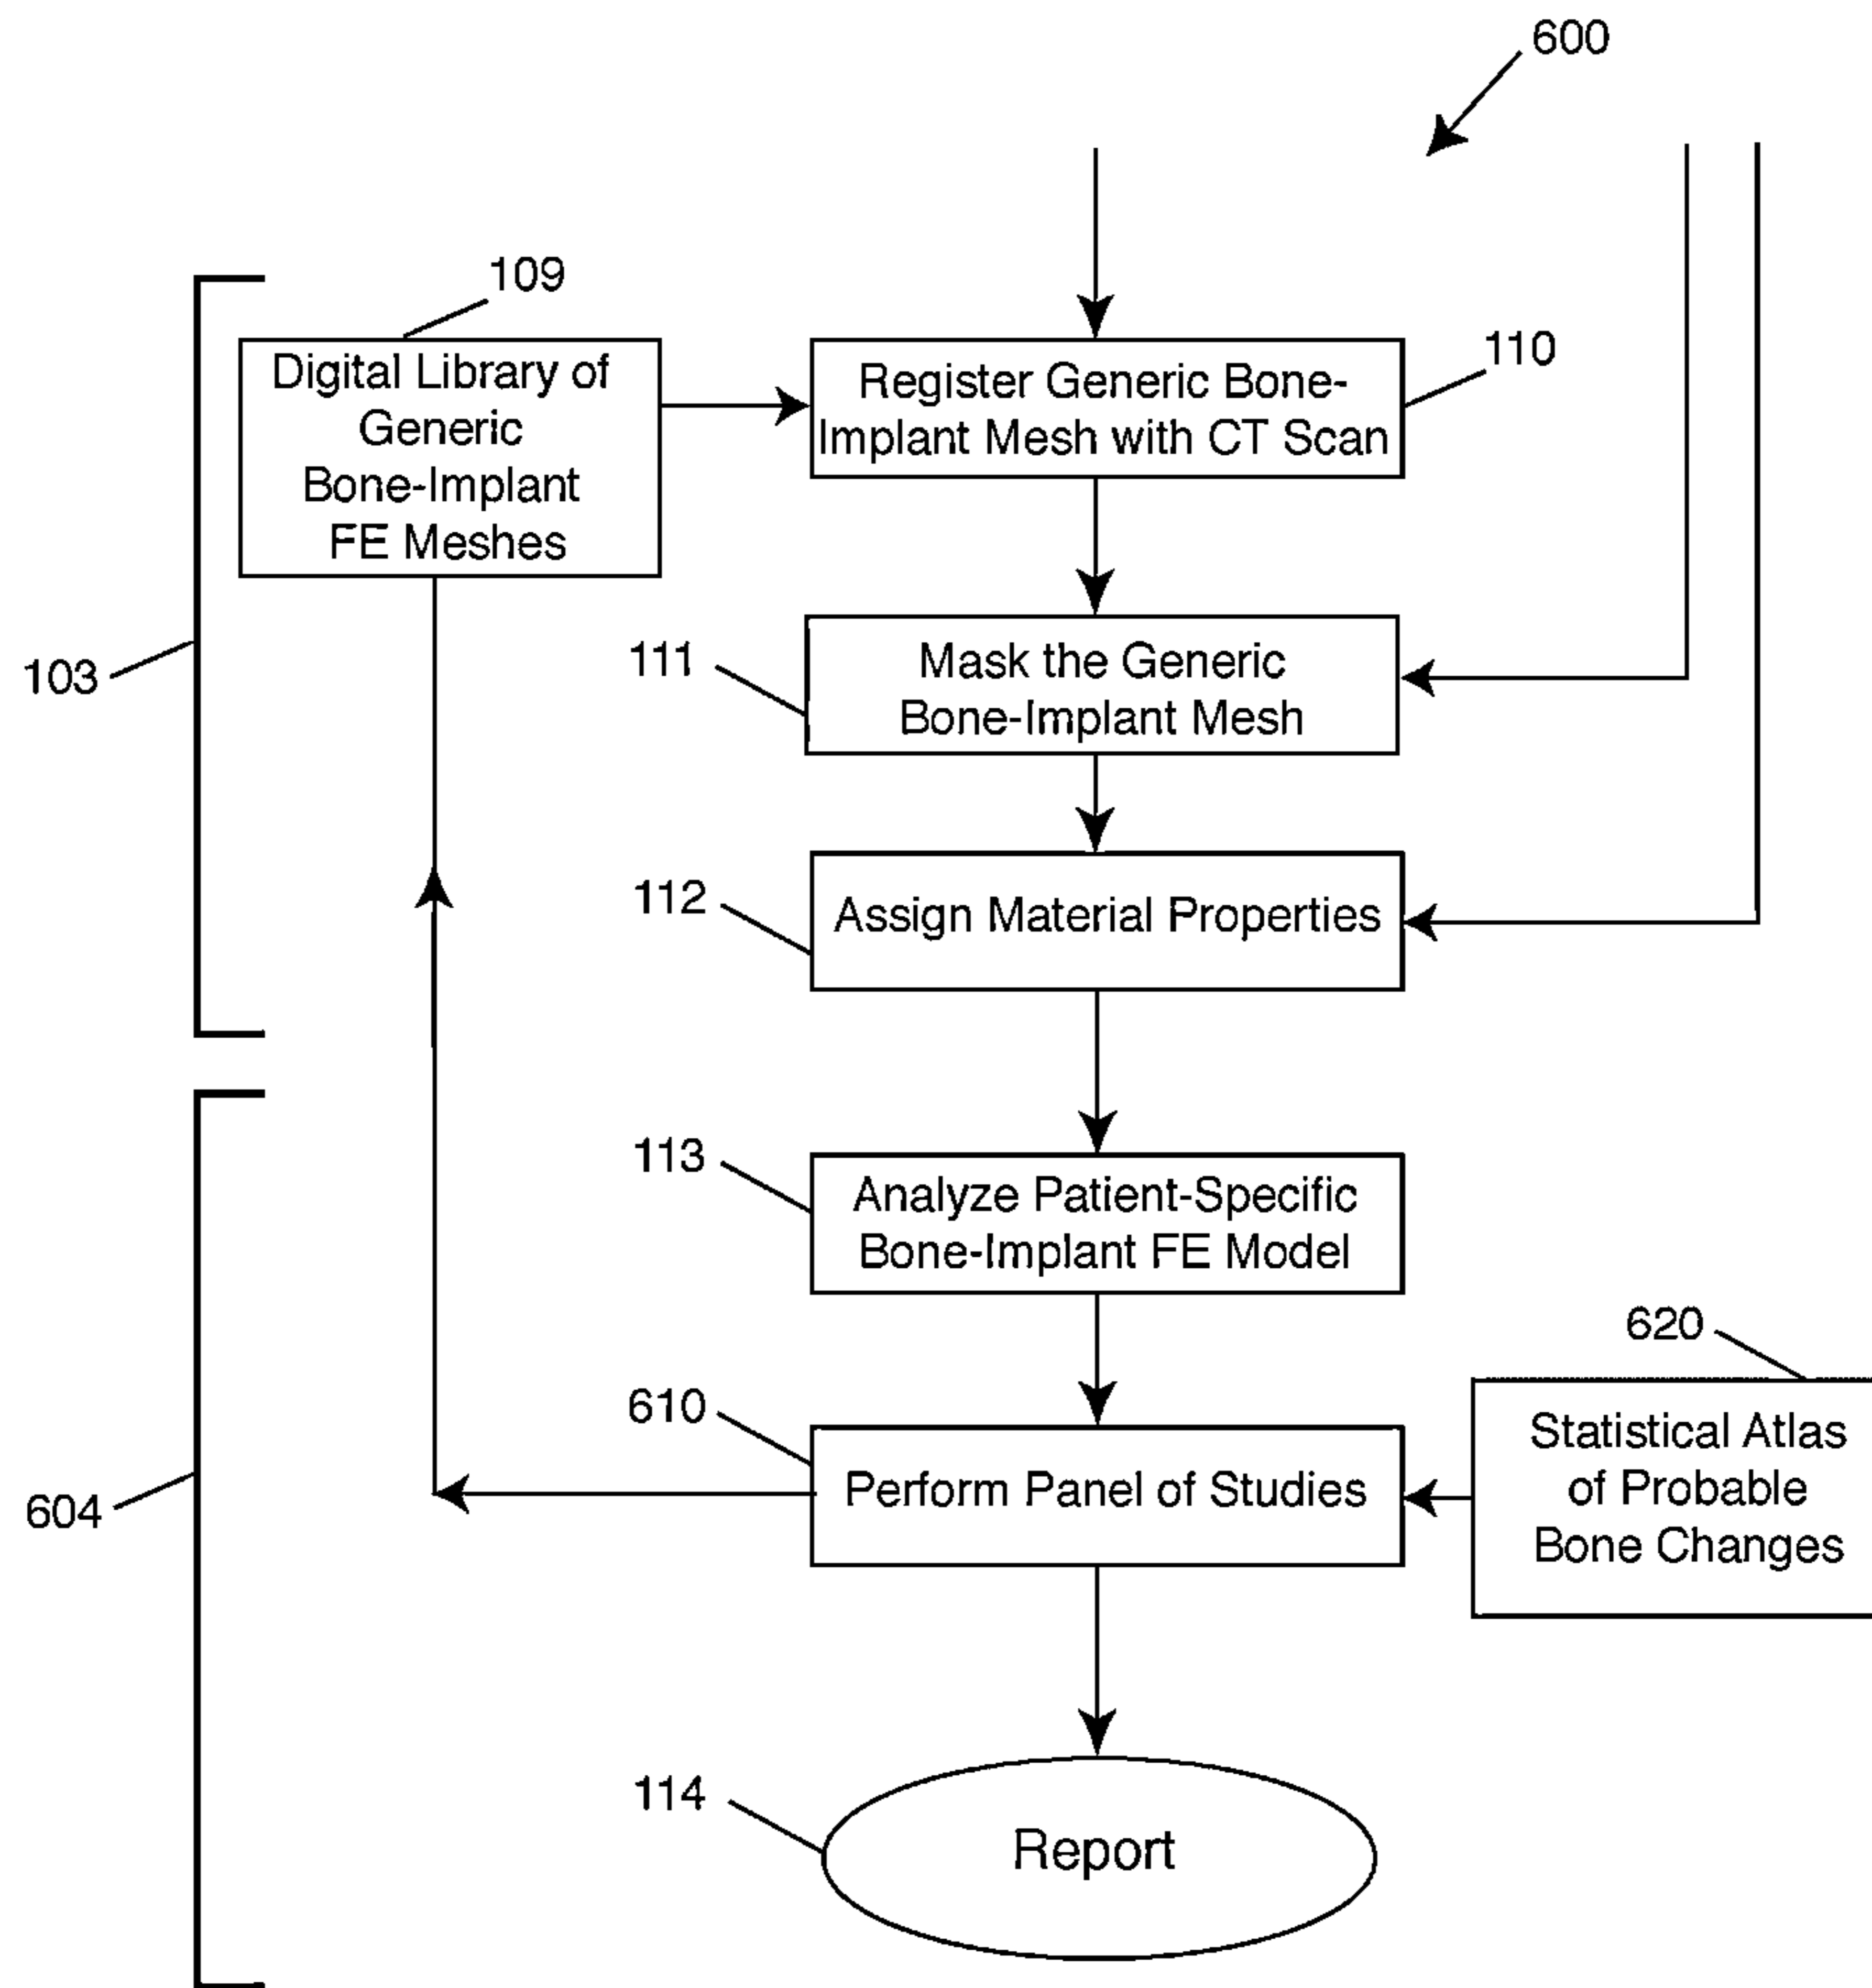 600
109
Digital Library of
Generic
Bone-Implant
FE Meshes
Register Generic Bone-
Implant Mesh with CT Scan
110
103
111
Mask the Generic
Bone-Implant Mesh
112
Assign Material Properties
113
Analyze Patient-Specific
Bone-Implant FE Model
604
610
Perform Panel of Studies
620
Statistical Atlas
of Probable
Bone Changes
114
Report